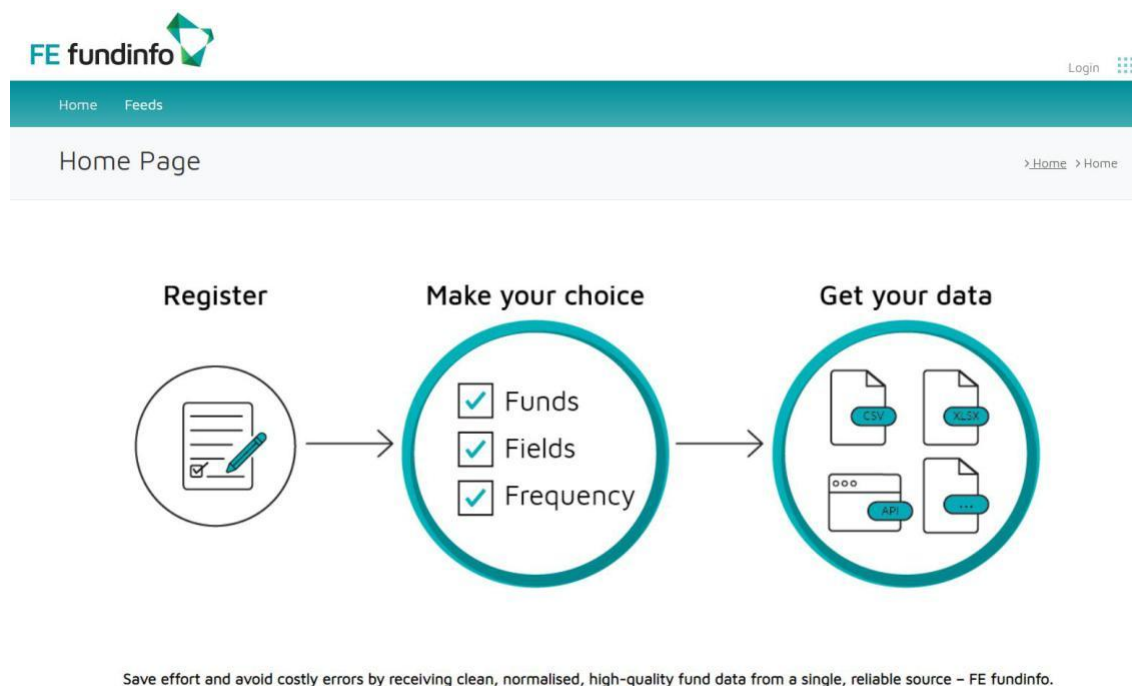 FE fundinfo
Login
Home Feeds
Home Page
> Home > Home
Register
Make your choice
Get your data
Funds
Fields
Frequency
CSV
XLSX
API
...
Save effort and avoid costly errors by receiving clean, normalised, high-quality fund data from a single, reliable source – FE fundinfo.